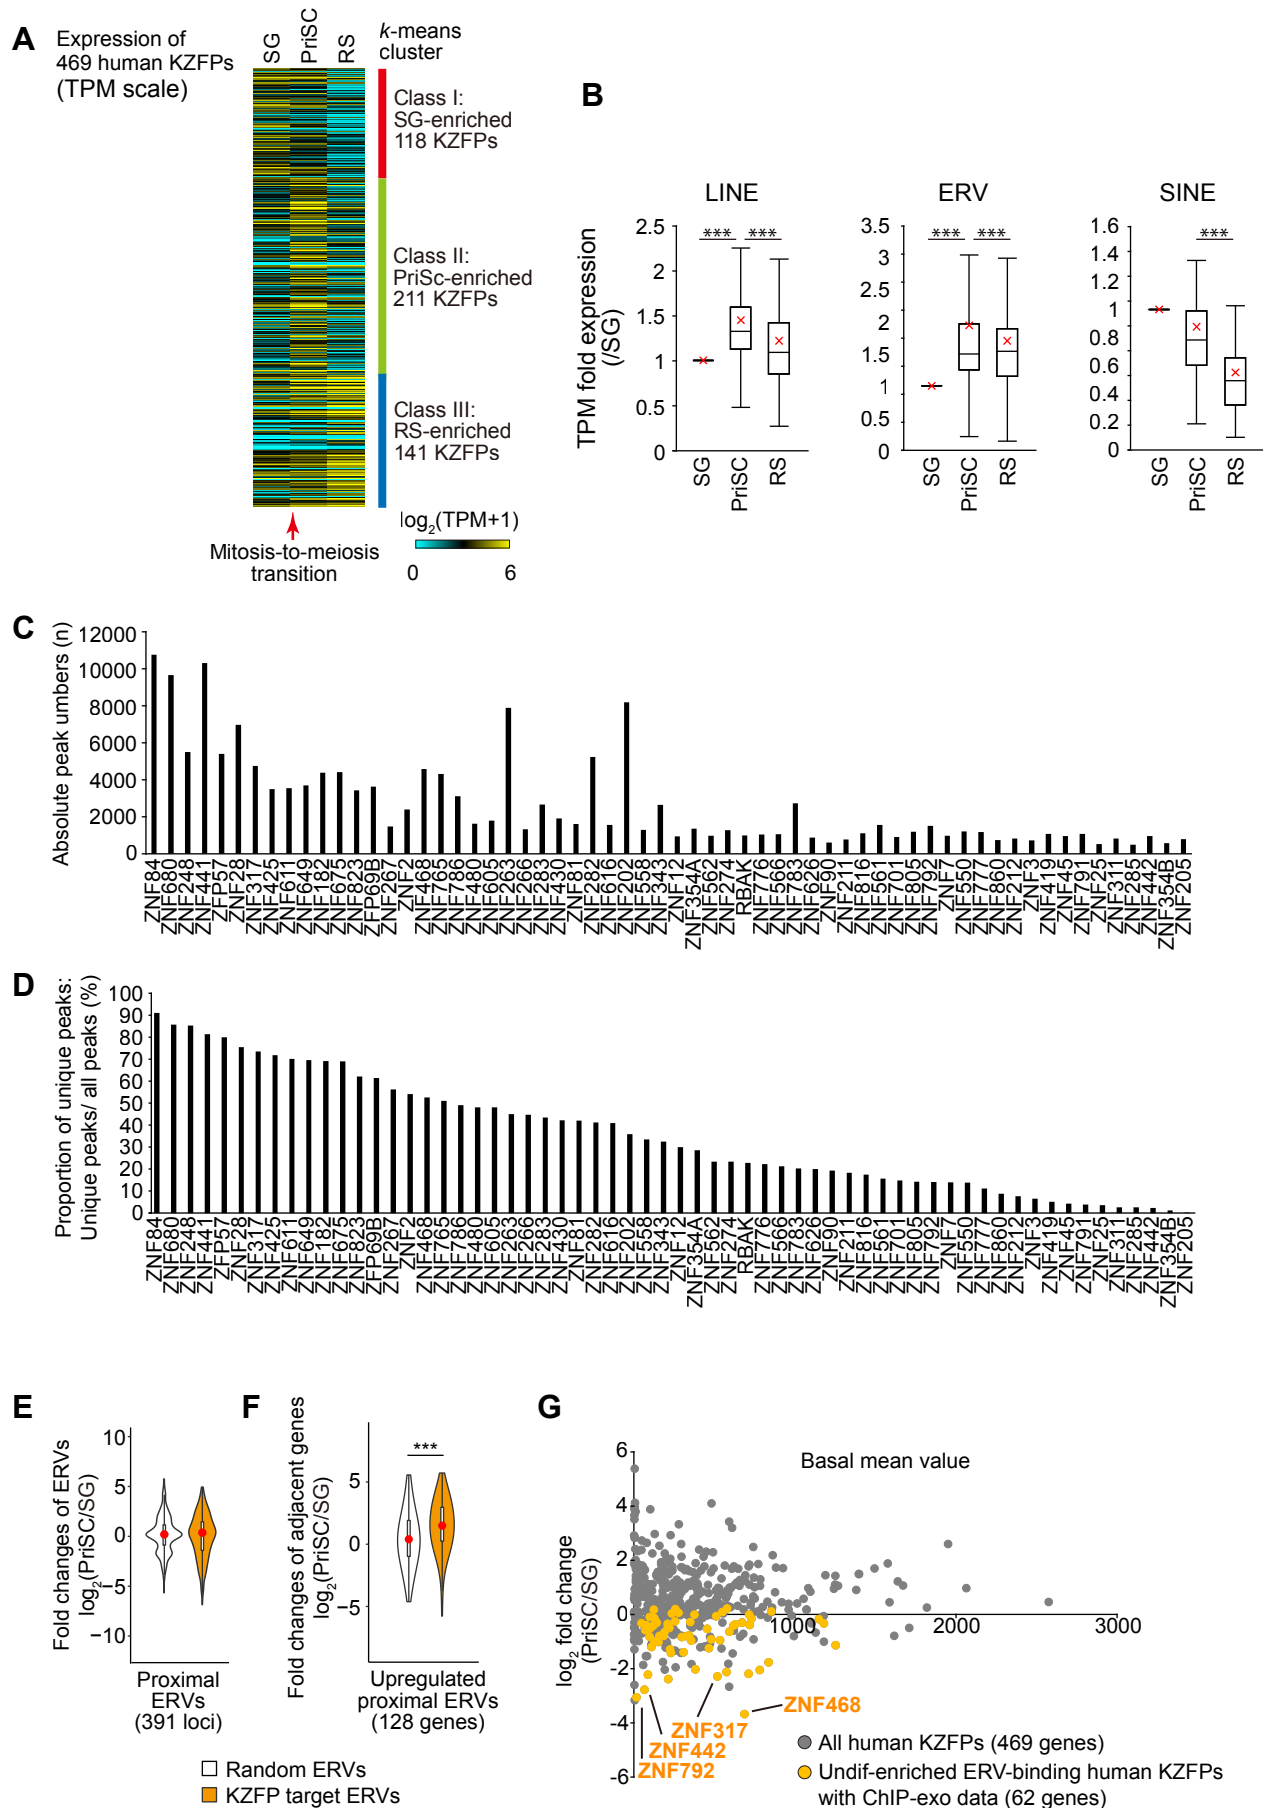 A
Expression of
469 human KZFPs
(TPM scale)
SG
PriSC
RS
k-means
cluster
Class I:
SG-enriched
118 KZFPs
Class II:
PriSc-enriched
211 KZFPs
Class III:
RS-enriched
141 KZFPs
Mitosis-to-meiosis
transition
log2(TPM+1)
0 6
B
TPM fold expression
(/SG)
LINE
2.5
2
1.5
1
0.5
0
*** ***
SG PriSC RS
ERV
3.5
3
2.5
2
1.5
1
0.5
0
*** ***
SG PriSC RS
SINE
1.6
1.4
1.2
1
0.8
0.6
0.4
0.2
0
***
SG PriSC RS
C
Absolute peak umbers (n)
12000
10000
8000
6000
4000
2000
0
ZNF84 ZNF680 ZNF248 ZNF441 ZFP57 ZNF28 ZNF317 ZNF425 ZNF611 ZNF649 ZNF182 ZNF675 ZNF823 ZFP69B ZNF267 ZNF2 ZNF468 ZNF765 ZNF786 ZNF480 ZNF605 ZNF263 ZNF266 ZNF283 ZNF430 ZNF81 ZNF282 ZNF616 ZNF202 ZNF558 ZNF343 ZNF12 ZNF354A ZNF562 ZNF274 RBAK ZNF776 ZNF566 ZNF783 ZNF626 ZNF90 ZNF211 ZNF816 ZNF561 ZNF701 ZNF805 ZNF792 ZNF7 ZNF550 ZNF777 ZNF860 ZNF212 ZNF3 ZNF419 ZNF45 ZNF791 ZNF25 ZNF311 ZNF285 ZNF442 ZNF354B ZNF205
D
Proportion of unique peaks:
Unique peaks/ all peaks (%)
100
90
80
70
60
50
40
30
20
10
0
ZNF84 ZNF680 ZNF248 ZNF441 ZFP57 ZNF28 ZNF317 ZNF425 ZNF611 ZNF649 ZNF182 ZNF675 ZNF823 ZFP69B ZNF267 ZNF2 ZNF468 ZNF765 ZNF786 ZNF480 ZNF605 ZNF263 ZNF266 ZNF283 ZNF430 ZNF81 ZNF282 ZNF616 ZNF202 ZNF558 ZNF343 ZNF12 ZNF354A ZNF562 ZNF274 RBAK ZNF776 ZNF566 ZNF783 ZNF626 ZNF90 ZNF211 ZNF816 ZNF561 ZNF701 ZNF805 ZNF792 ZNF7 ZNF550 ZNF777 ZNF860 ZNF212 ZNF3 ZNF419 ZNF45 ZNF791 ZNF25 ZNF311 ZNF285 ZNF442 ZNF354B ZNF205
E
Fold changes of ERVs
log2(PriSC/SG)
10
5
0
−5
−10
Proximal
ERVs
(391 loci)
F
Fold changes of adjacent genes
log2(PriSC/SG)
5
0
−5
***
Upregulated
proximal ERVs
(128 genes)
Random ERVs
KZFP target ERVs
G
log2 fold change
(PriSC/SG)
Basal mean value
6
4
2
0
-2
-4
-6
1000 2000 3000
ZNF468
ZNF317
ZNF442
ZNF792
All human KZFPs (469 genes)
Undif-enriched ERV-binding human KZFPs
with ChIP-exo data (62 genes)